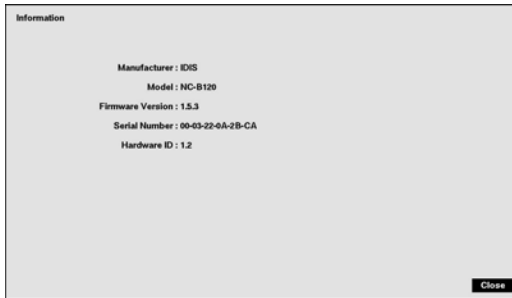 Information
Manufacturer : IDIS
Model : NC-B120
Firmware Version : 1.5.3
Serial Number : 00-03-22-0A-2B-CA
Hardware ID : 1.2
Close